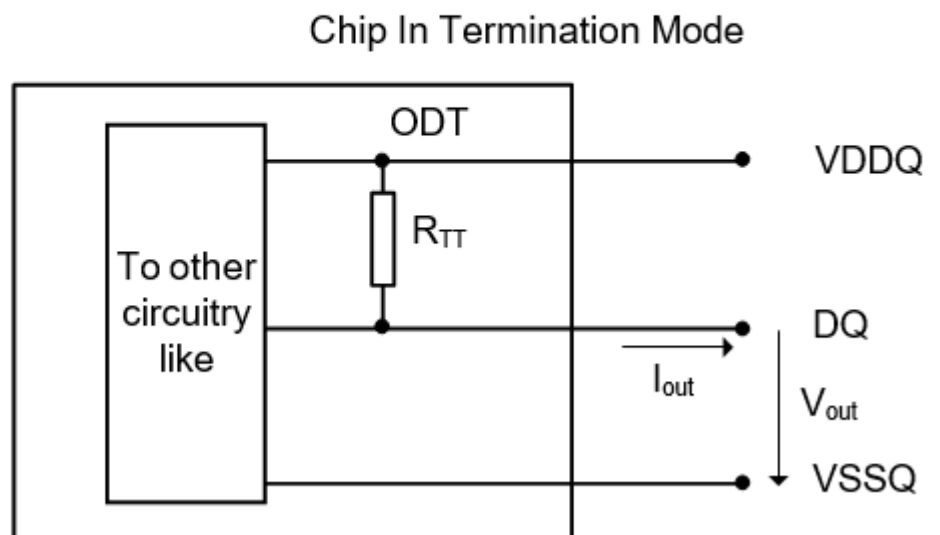 Chip In Termination Mode
ODT
VDDQ
RTT
To other
circuitry
like
DQ
Iout
Vout
VSSQ